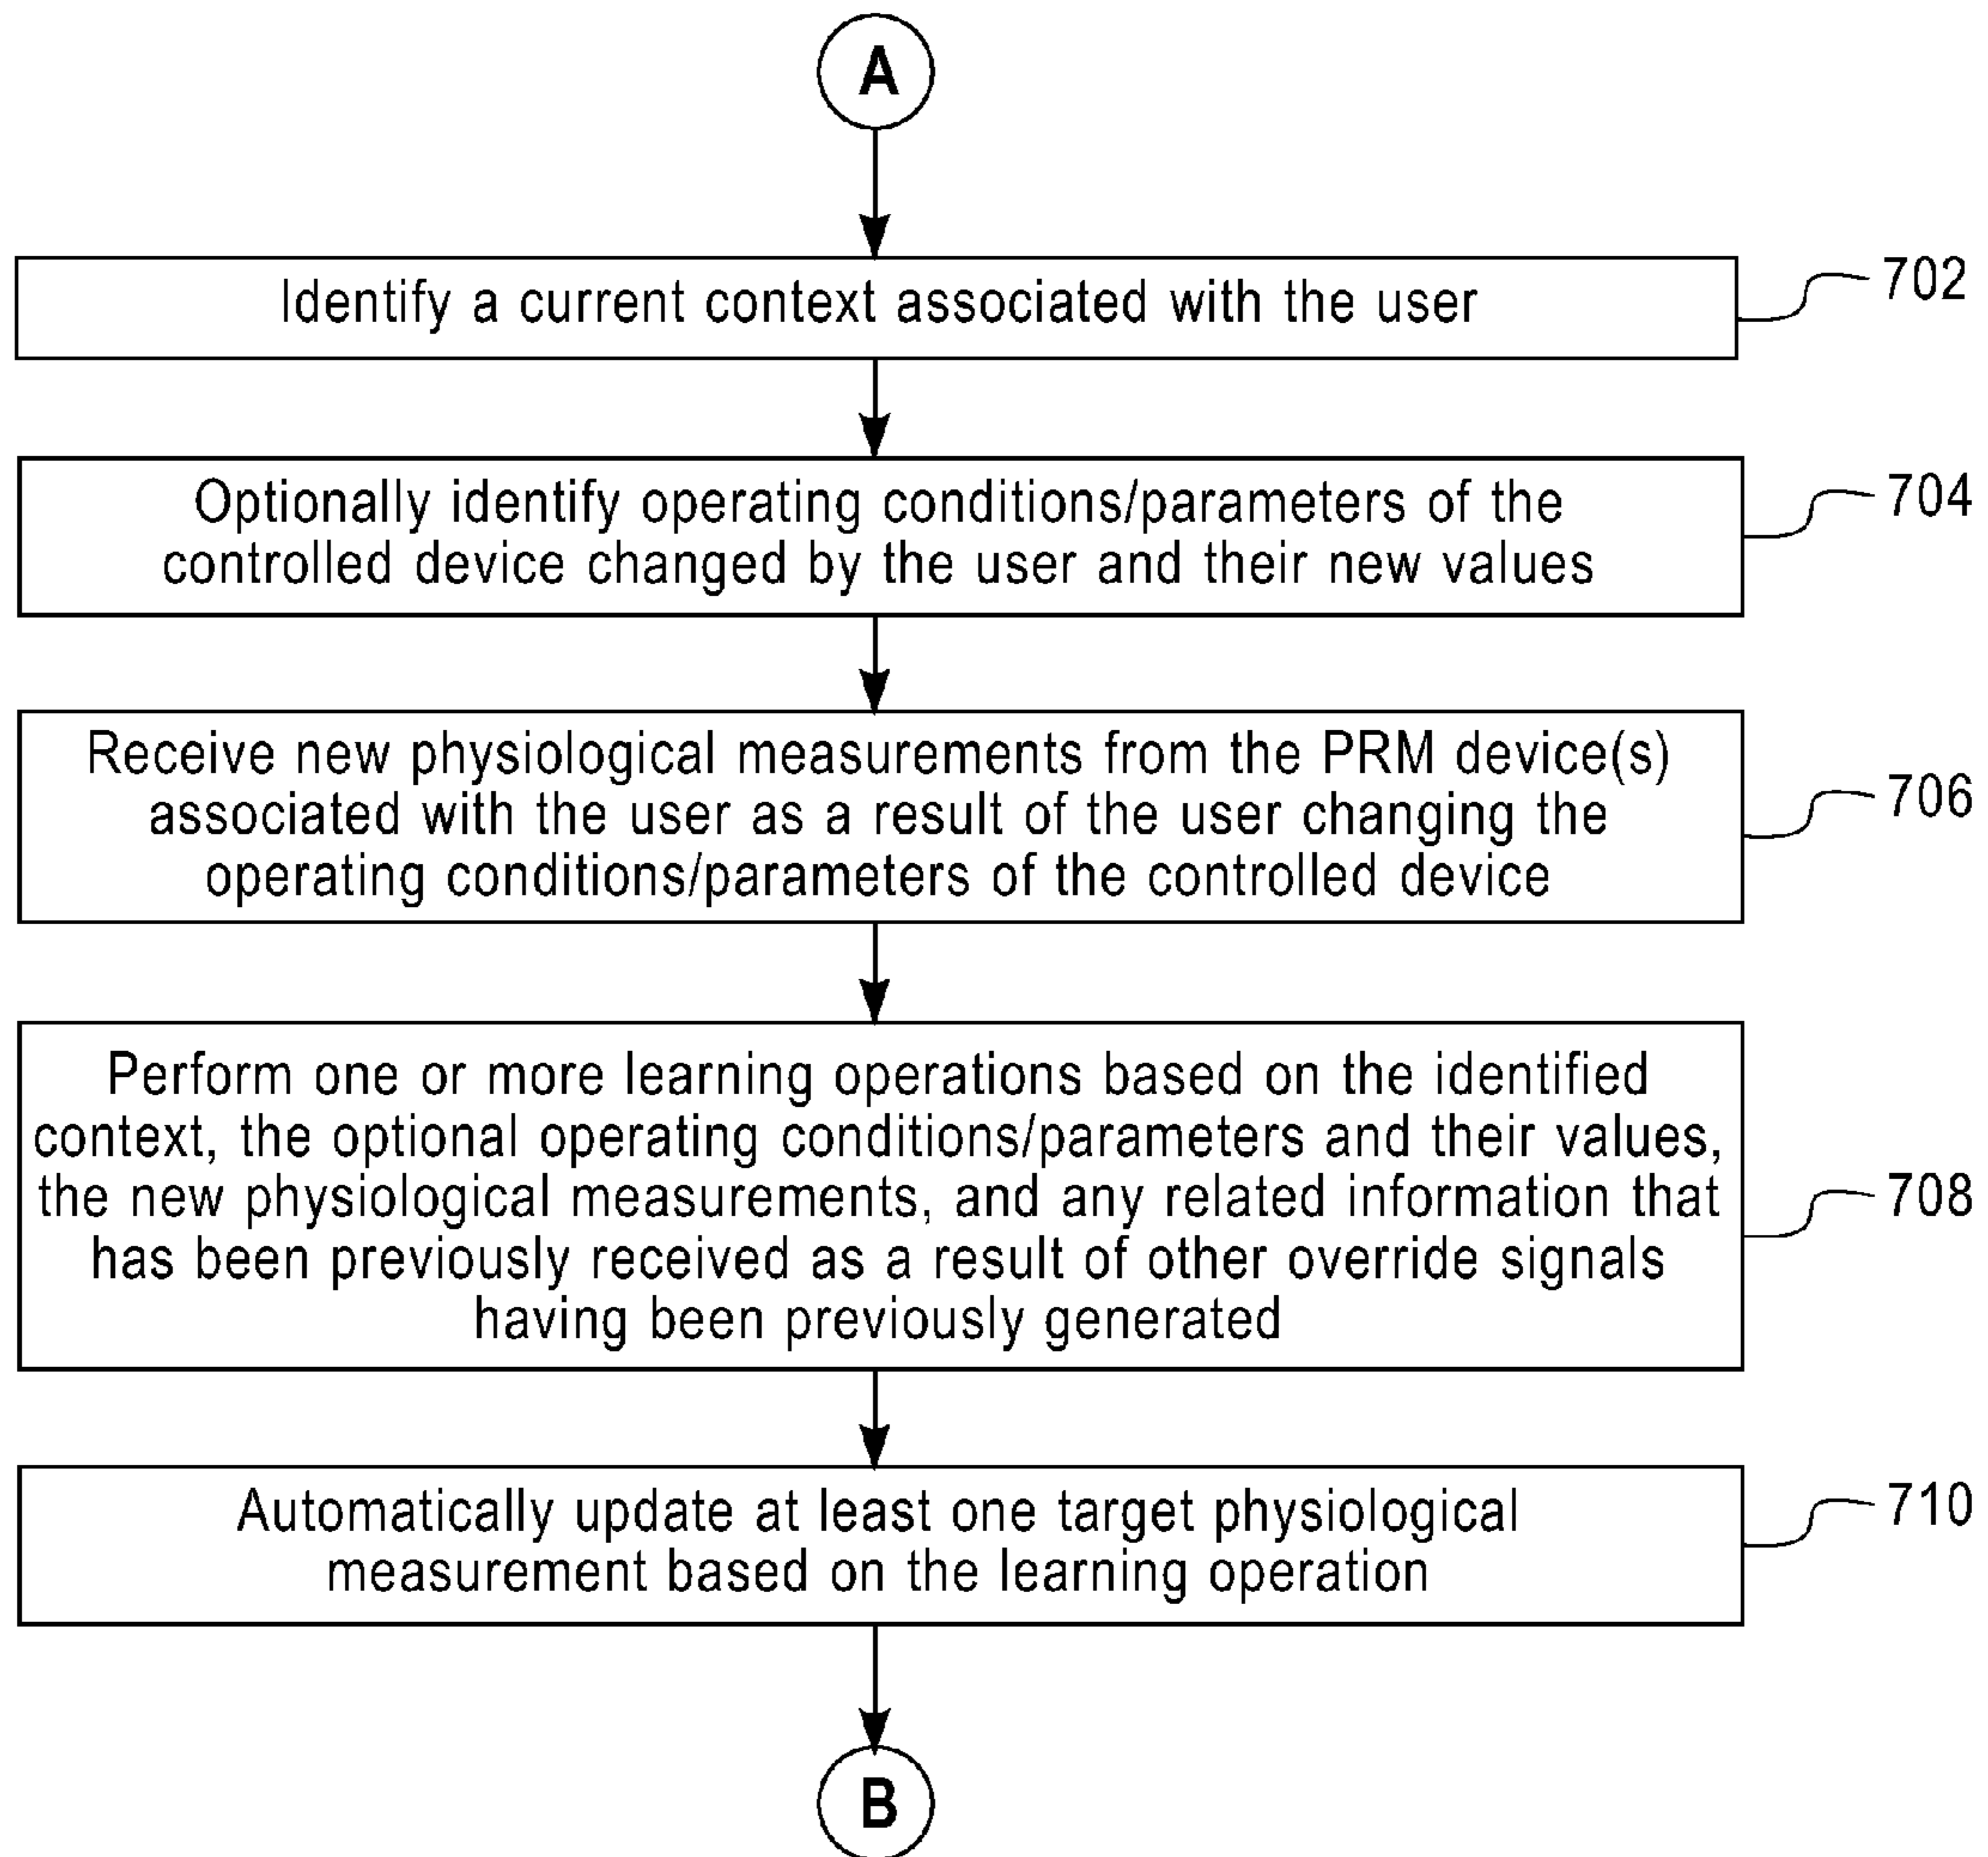 A
Identify a current context associated with the user
702
Optionally identify operating conditions/parameters of the
controlled device changed by the user and their new values
704
Receive new physiological measurements from the PRM device(s)
associated with the user as a result of the user changing the
operating conditions/parameters of the controlled device
706
Perform one or more learning operations based on the identified
context, the optional operating conditions/parameters and their values,
the new physiological measurements, and any related information that
has been previously received as a result of other override signals
having been previously generated
708
Automatically update at least one target physiological
measurement based on the learning operation
710
B